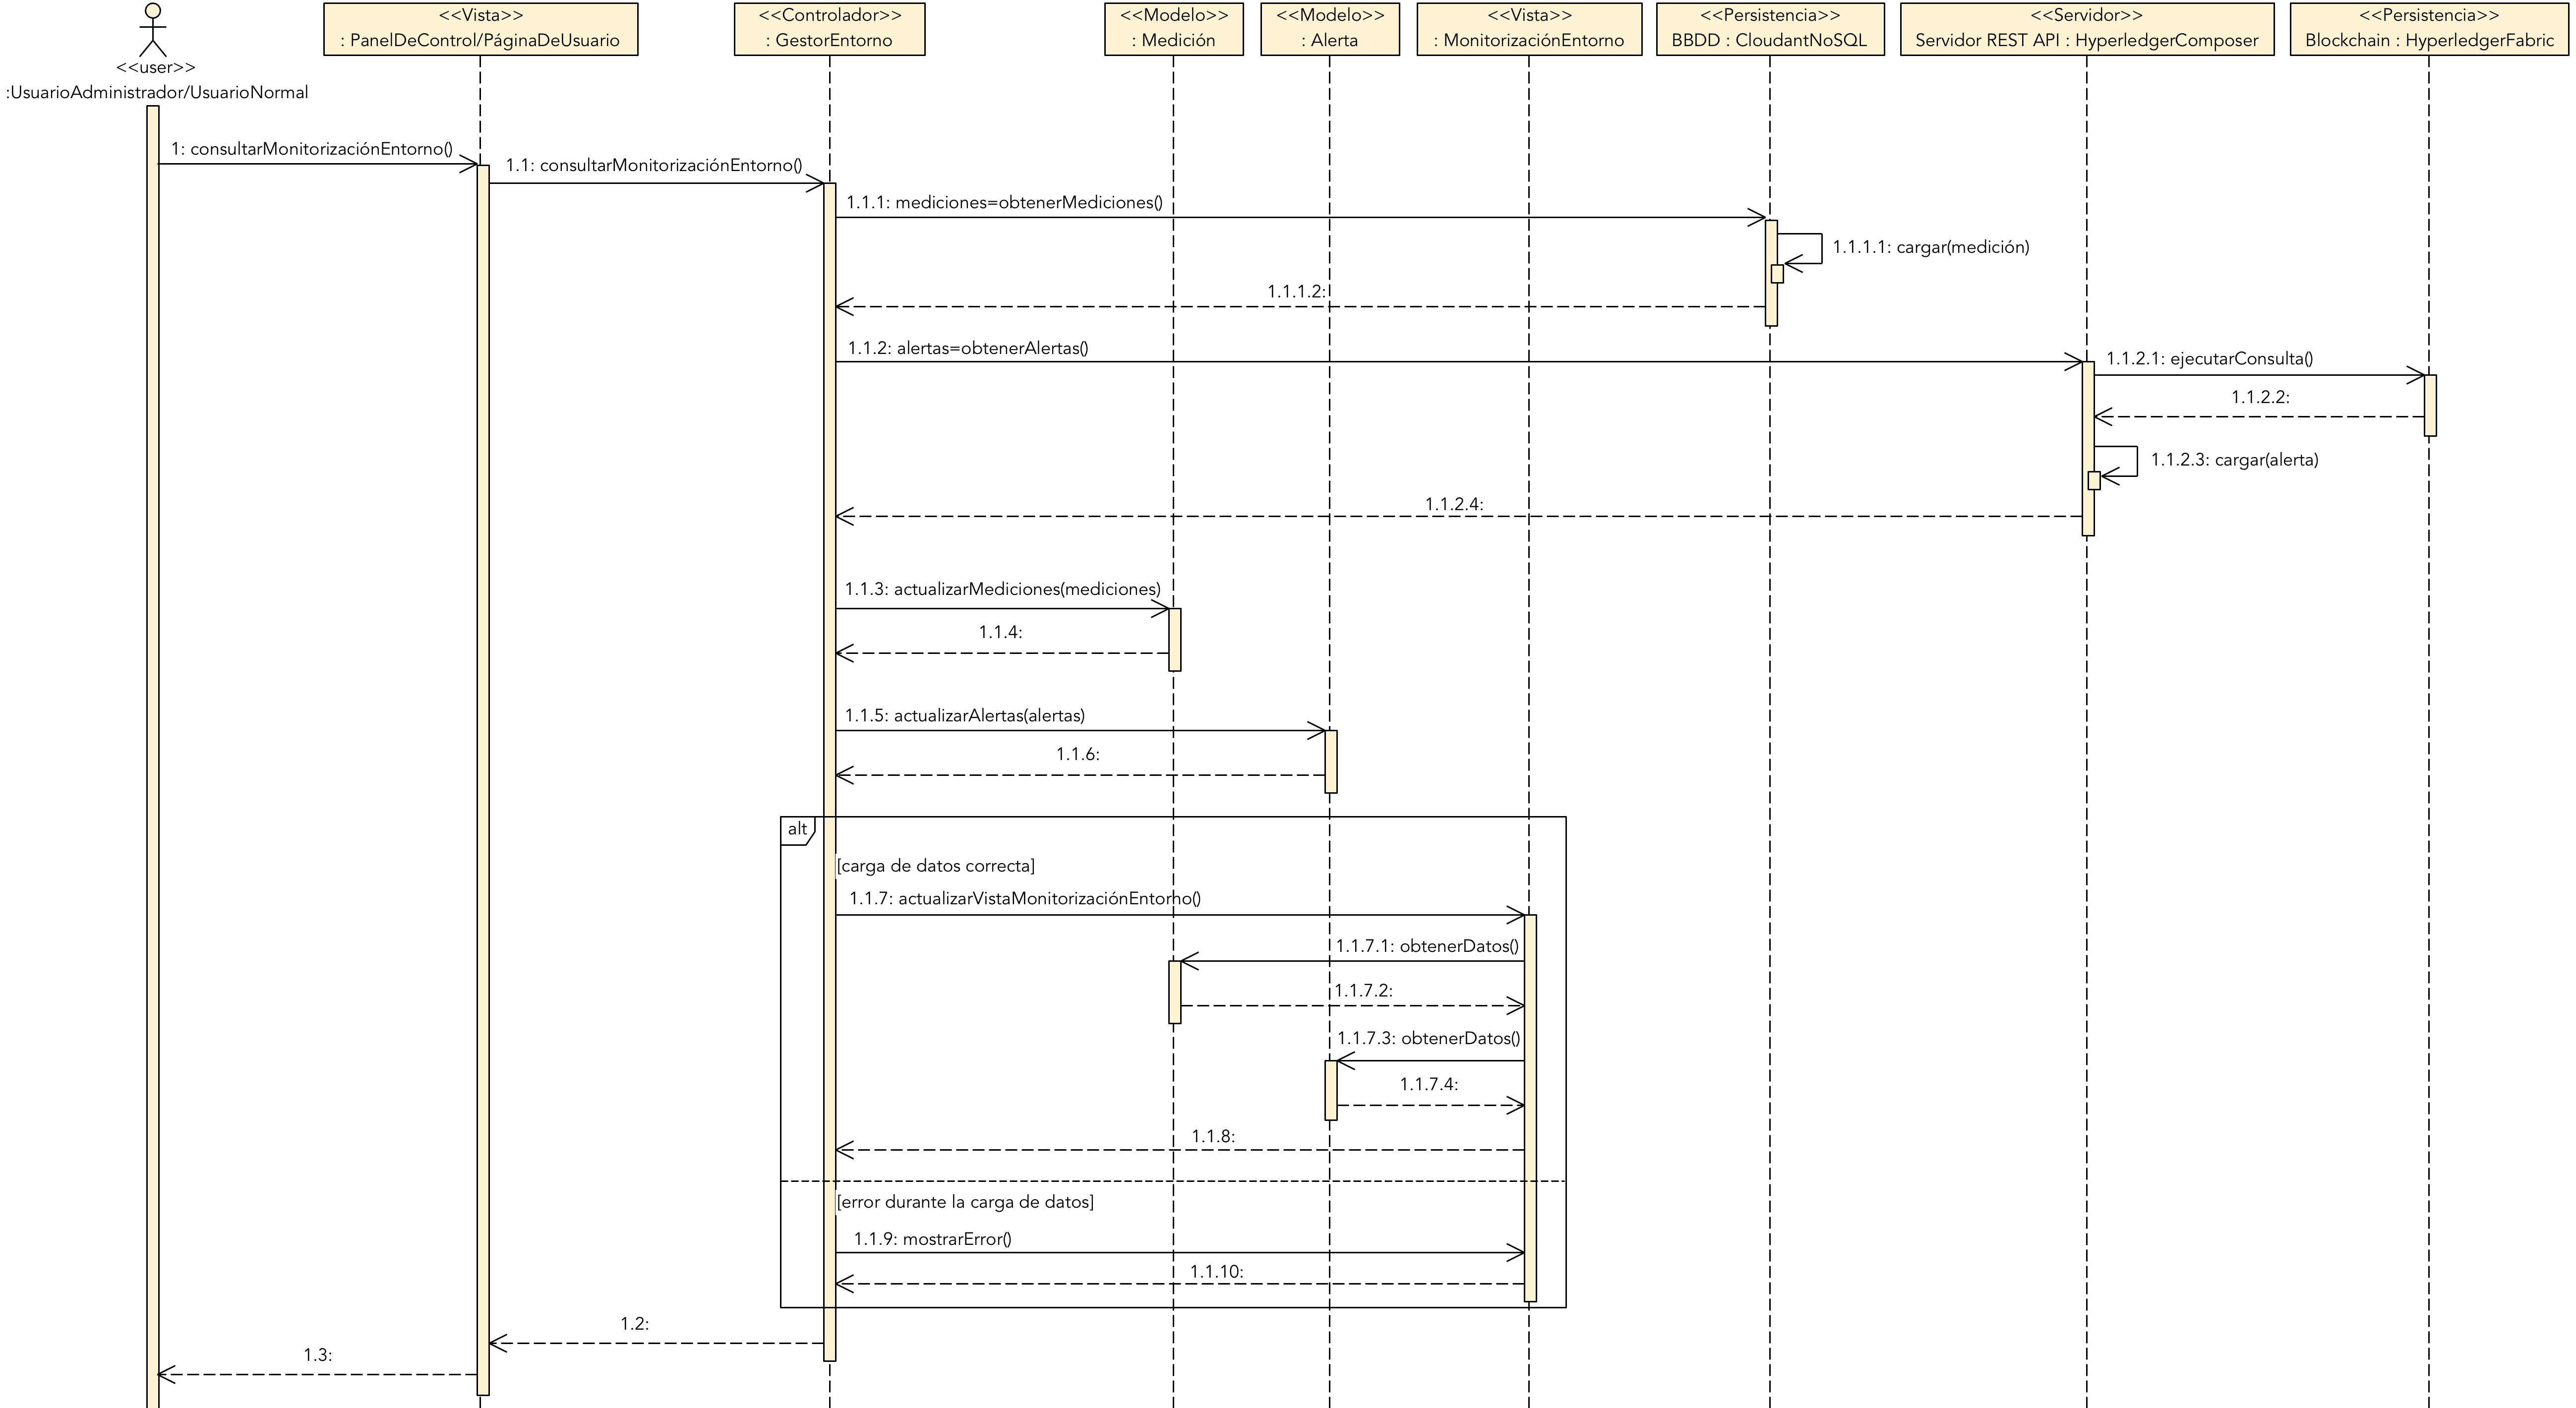 <<user>>
:UsuarioAdministrador/UsuarioNormal
<<Vista>>
: PanelDeControl/PáginaDeUsuario
<<Controlador>>
: GestorEntorno
<<Modelo>>
: Medición
<<Modelo>>
: Alerta
<<Vista>>
: MonitorizaciónEntorno
<<Persistencia>>
BBDD : CloudantNoSQL
<<Servidor>>
Servidor REST API : HyperledgerComposer
<<Persistencia>>
Blockchain : HyperledgerFabric
1: consultarMonitorizaciónEntorno()
1.1: consultarMonitorizaciónEntorno()
1.1.1: mediciones=obtenerMediciones()
1.1.1.1: cargar(medición)
1.1.1.2:
1.1.2: alertas=obtenerAlertas()
1.1.2.1: ejecutarConsulta()
1.1.2.2:
1.1.2.3: cargar(alerta)
1.1.2.4:
1.1.3: actualizarMediciones(mediciones)
1.1.4:
1.1.5: actualizarAlertas(alertas)
1.1.6:
alt
[carga de datos correcta]
1.1.7: actualizarVistaMonitorizaciónEntorno()
1.1.7.1: obtenerDatos()
1.1.7.2:
1.1.7.3: obtenerDatos()
1.1.7.4:
1.1.8:
[error durante la carga de datos]
1.1.9: mostrarError()
1.1.10:
1.2:
1.3: